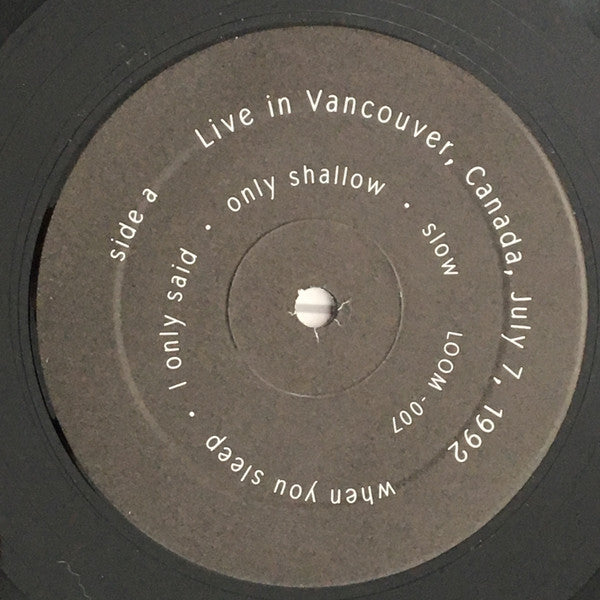 side a
Live in Vancouver, Canada, July 7, 1992
when you sleep • I only said • only shallow • slow
LOOM - 007